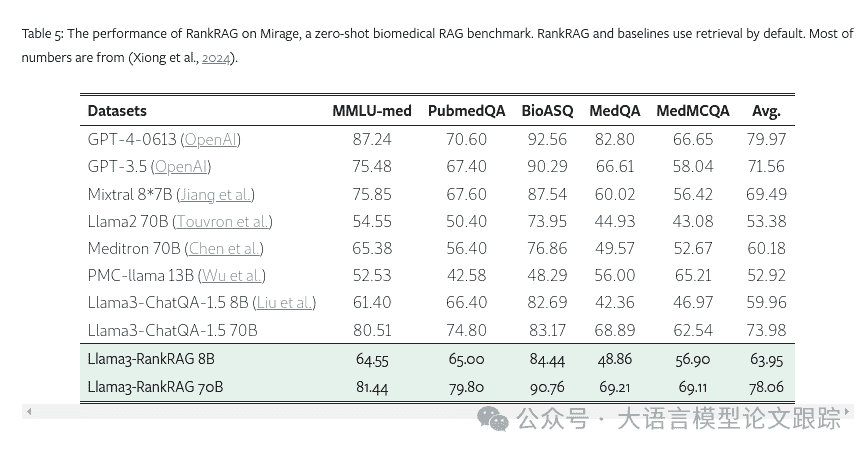 Table 5: The performance of RankRAG on Mirage, a zero-shot biomedical RAG benchmark. RankRAG and baselines use retrieval by default. Most of
numbers are from (Xiong et al., 2024).
Datasets MMLU-med PubmedQA BioASQ MedQA MedMCQA Avg.
GPT-4-0613 (OpenAI) 87.24 70.60 92.56 82.80 66.65 79.97
GPT-3.5 (OpenAI) 75.48 67.40 90.29 66.61 58.04 71.56
Mixtral 8*7B (Jiang et al.) 75.85 67.60 87.54 60.02 56.42 69.49
Llama2 70B (Touvron et al.) 54.55 50.40 73.95 44.93 43.08 53.38
Meditron 70B (Chen et al.) 65.38 56.40 76.86 49.57 52.67 60.18
PMC-llama 13B (Wu et al.) 52.53 42.58 48.29 56.00 65.21 52.92
Llama3-ChatQA-1.5 8B (Liu et al.) 61.40 66.40 82.69 42.36 46.97 59.96
Llama3-ChatQA-1.5 70B 80.51 74.80 83.17 68.89 62.54 73.98
Llama3-RankRAG 8B 64.55 65.00 84.44 48.86 56.90 63.95
Llama3-RankRAG 70B 81.44 79.80 90.76 69.21 69.11 78.06
公众号 · 大语言模型论文跟踪